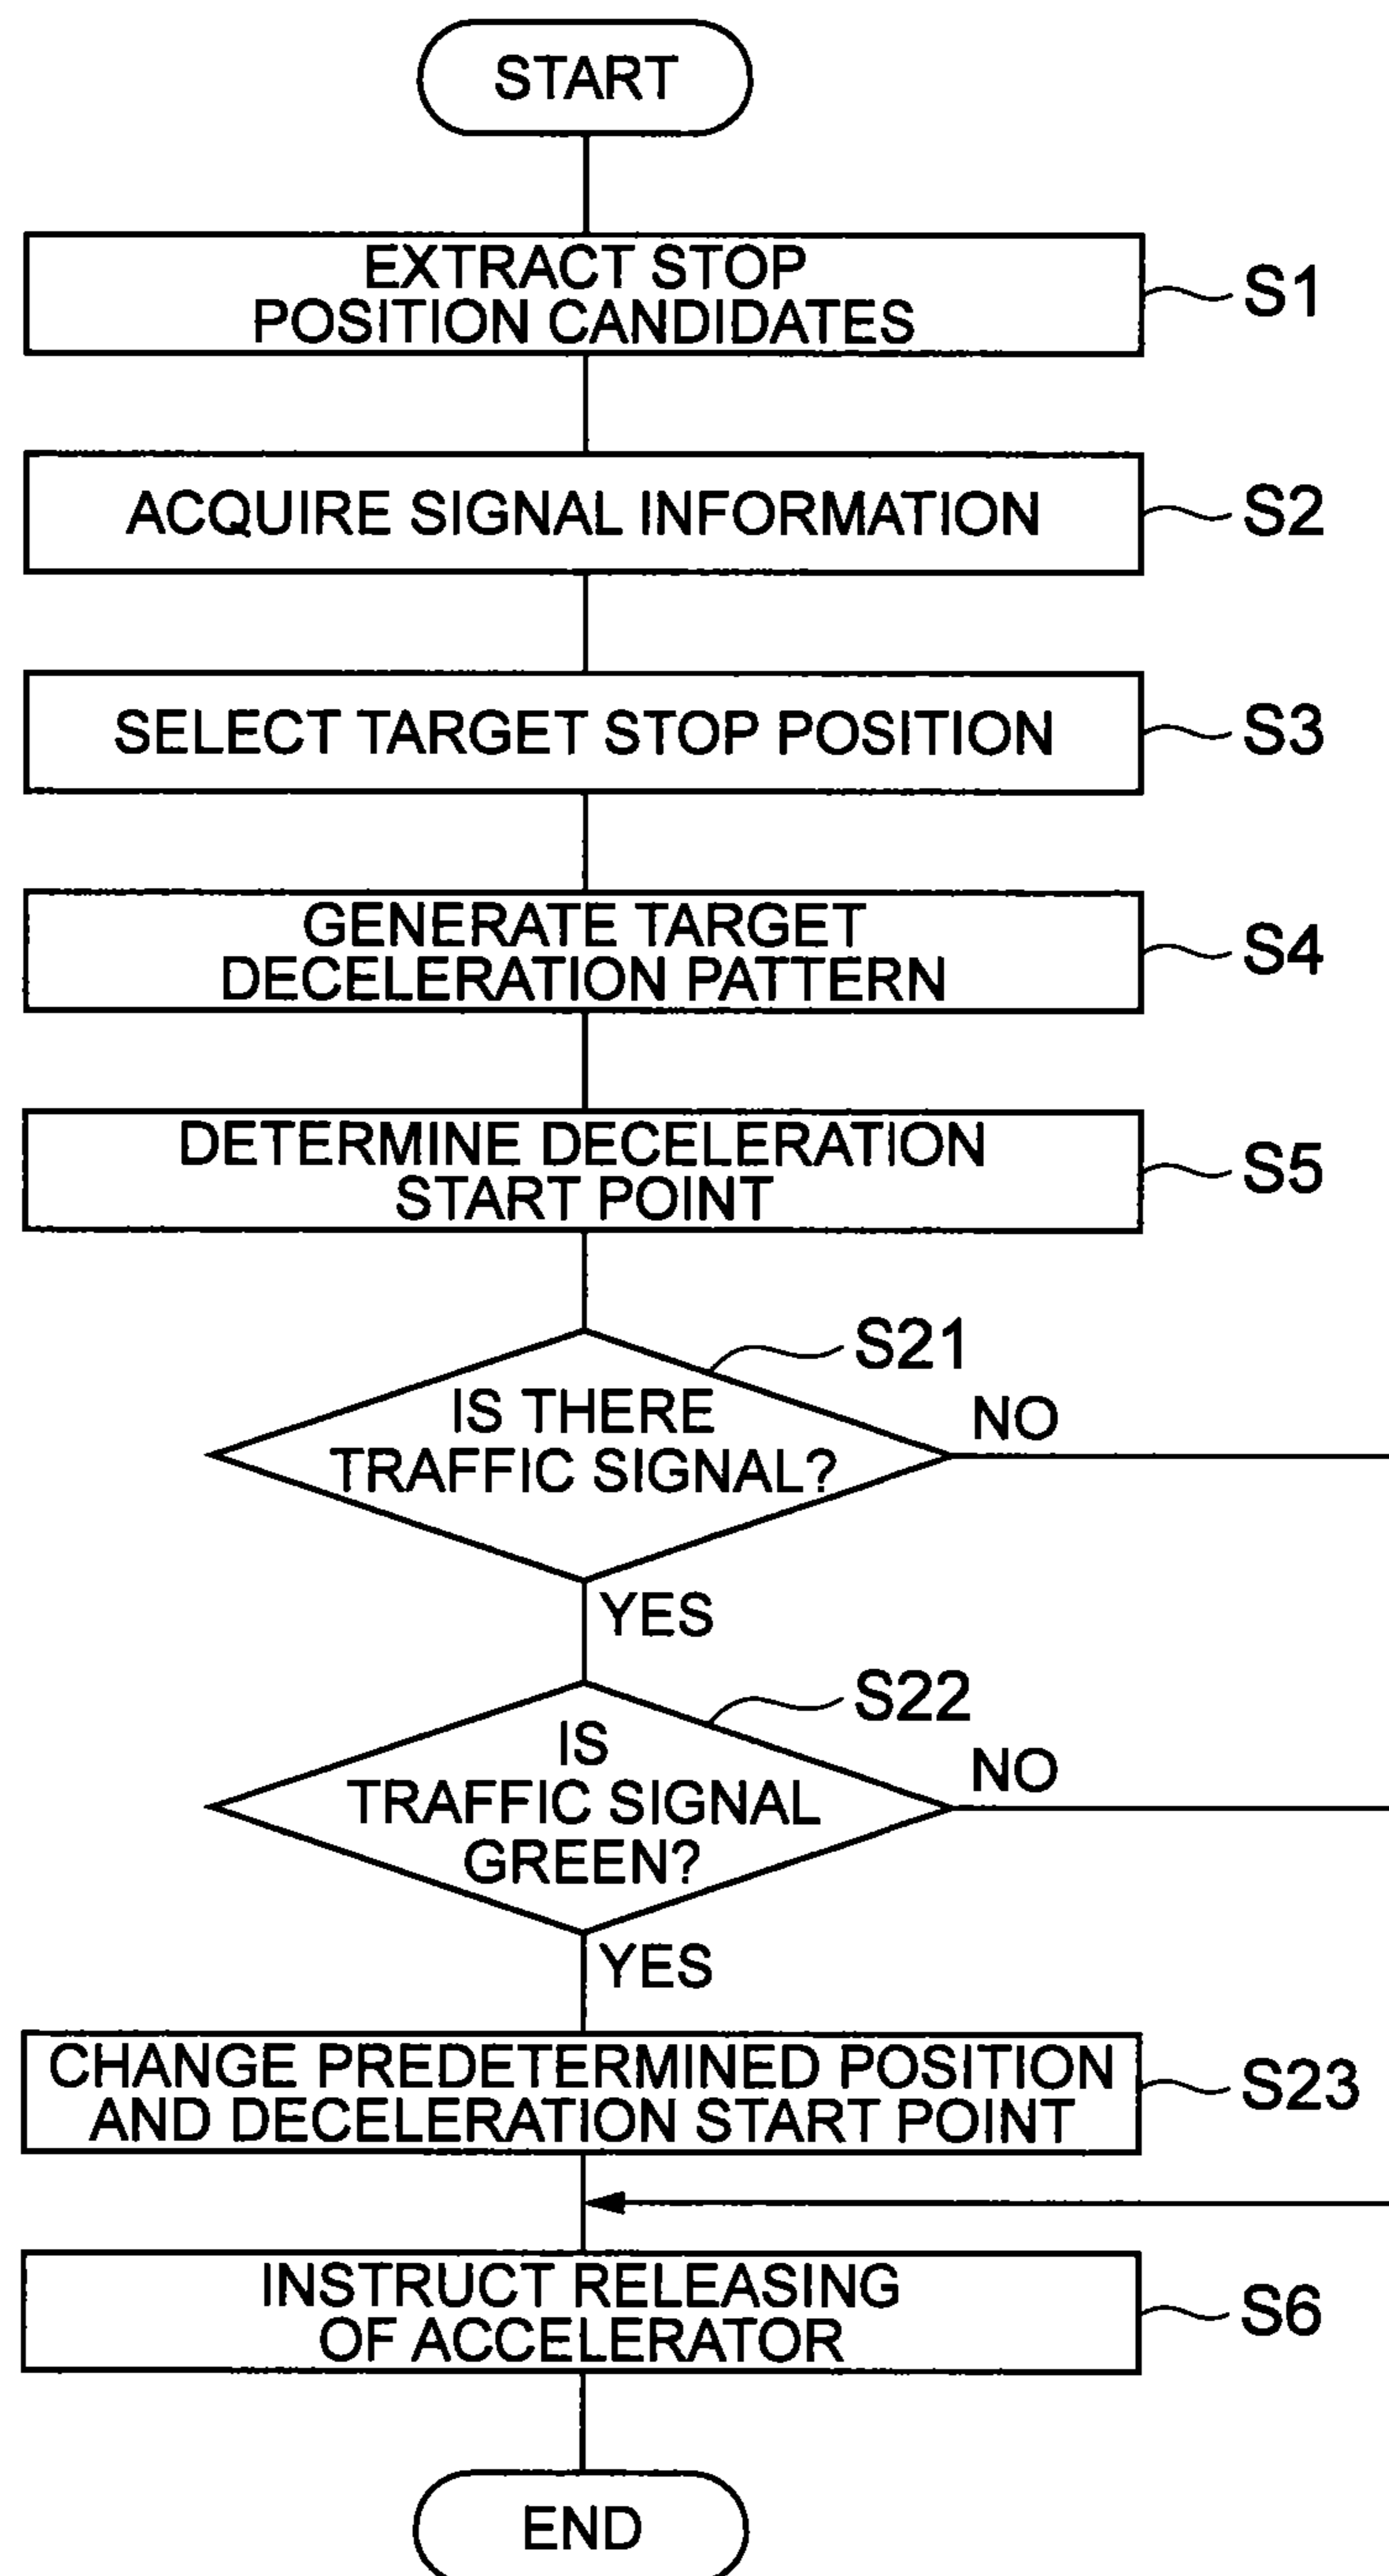 START
EXTRACT STOP
POSITION CANDIDATES
S1
ACQUIRE SIGNAL INFORMATION
S2
SELECT TARGET STOP POSITION
S3
GENERATE TARGET
DECELERATION PATTERN
S4
DETERMINE DECELERATION
START POINT
S5
S21
IS THERE
TRAFFIC SIGNAL?
NO
YES
S22
IS
TRAFFIC SIGNAL
GREEN?
NO
YES
CHANGE PREDETERMINED POSITION
AND DECELERATION START POINT
S23
INSTRUCT RELEASING
OF ACCELERATOR
S6
END